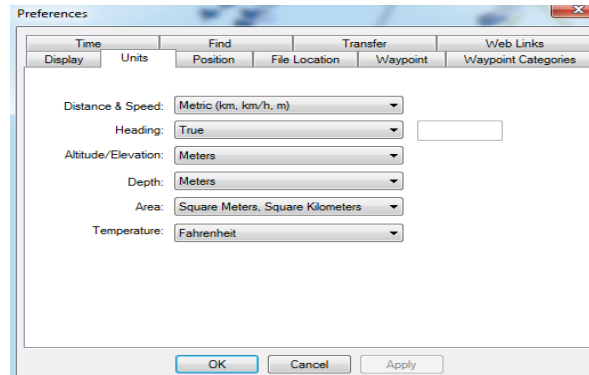 Preferences
Time Find Transfer Web Links
Display Units Position File Location Waypoint Waypoint Categories
Distance & Speed: Metric (km, km/h, m)
Heading: True
Altitude/Elevation: Meters
Depth: Meters
Area: Square Meters, Square Kilometers
Temperature: Fahrenheit
OK Cancel Apply